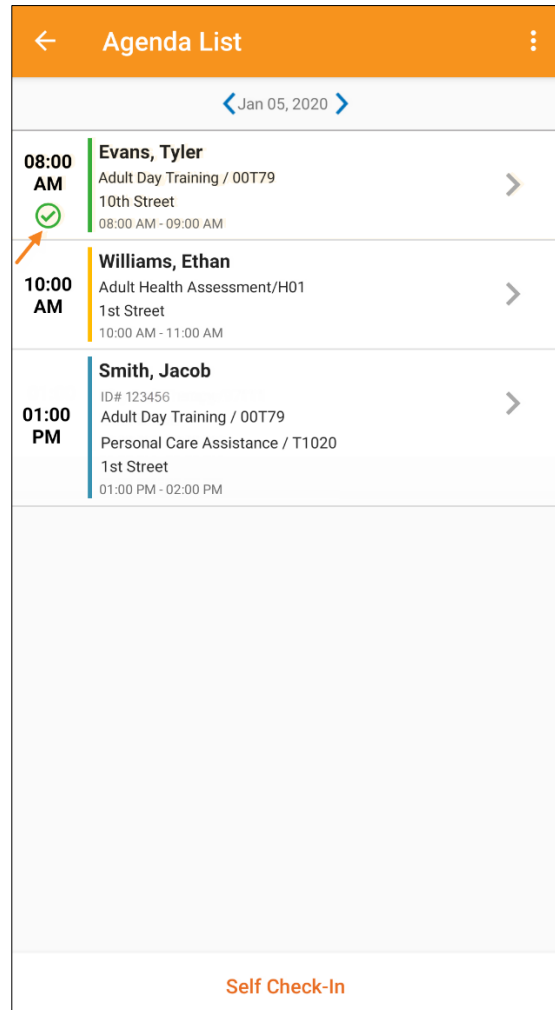 Agenda List
Jan 05, 2020
08:00
AM
Evans, Tyler
Adult Day Training / 00T79
10th Street
08:00 AM - 09:00 AM
10:00
AM
Williams, Ethan
Adult Health Assessment/H01
1st Street
10:00 AM - 11:00 AM
01:00
PM
Smith, Jacob
ID# 123456
Adult Day Training / 00T79
Personal Care Assistance / T1020
1st Street
01:00 PM - 02:00 PM
Self Check-In